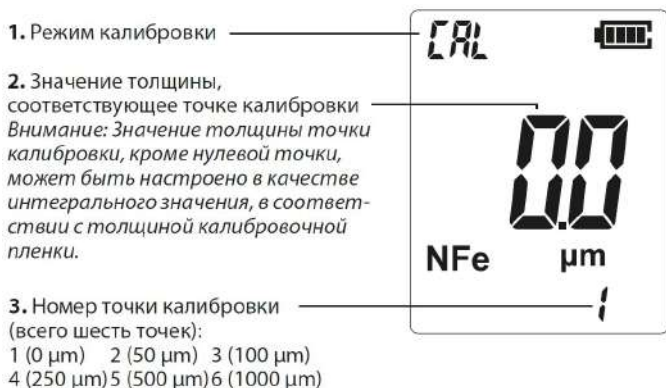 1. Режим калибровки
CAL
2. Значение толщины,
соответствующее точке калибровки
Внимание: Значение толщины точки
калибровки, кроме нулевой точки,
может быть настроено в качестве
интегрального значения, в соответ-
ствии с толщиной калибровочной
пленки.
0.0
NFe µm
3. Номер точки калибровки
1
(всего шесть точек):
1 (0 µm) 2 (50 µm) 3 (100 µm)
4 (250 µm) 5 (500 µm) 6 (1000 µm)